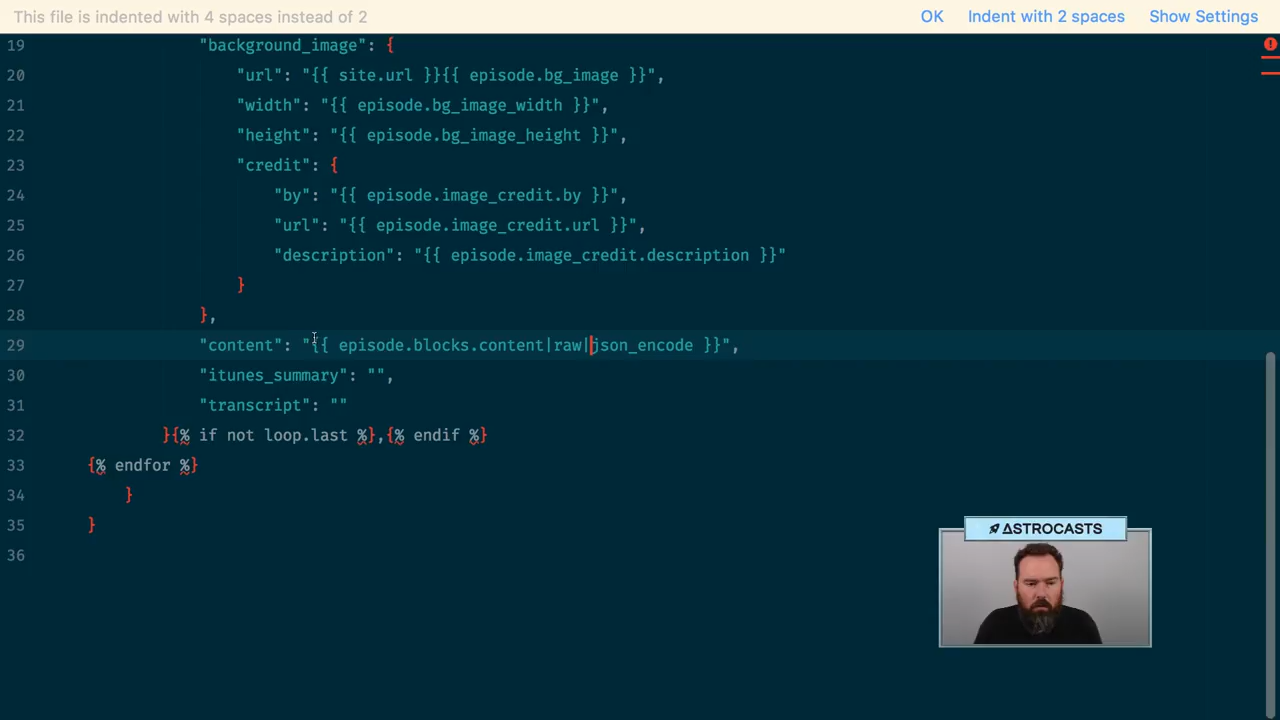 This file is indented with 4 spaces instead of 2 OK Indent with 2 spaces Show Settings
19 "background_image": {
20 "url": "{{ site.url }}{{ episode.bg_image }}",
21 "width": "{{ episode.bg_image_width }}",
22 "height": "{{ episode.bg_image_height }}",
23 "credit": {
24 "by": "{{ episode.image_credit.by }}",
25 "url": "{{ episode.image_credit.url }}",
26 "description": "{{ episode.image_credit.description }}"
27 }
28 },
29 "content": "{{ episode.blocks.content|raw|json_encode }}",
30 "itunes_summary": "",
31 "transcript": ""
32 }{% if not loop.last %},{% endif %}
33 {% endfor %}
34 }
35 }
36
ASTROCASTS